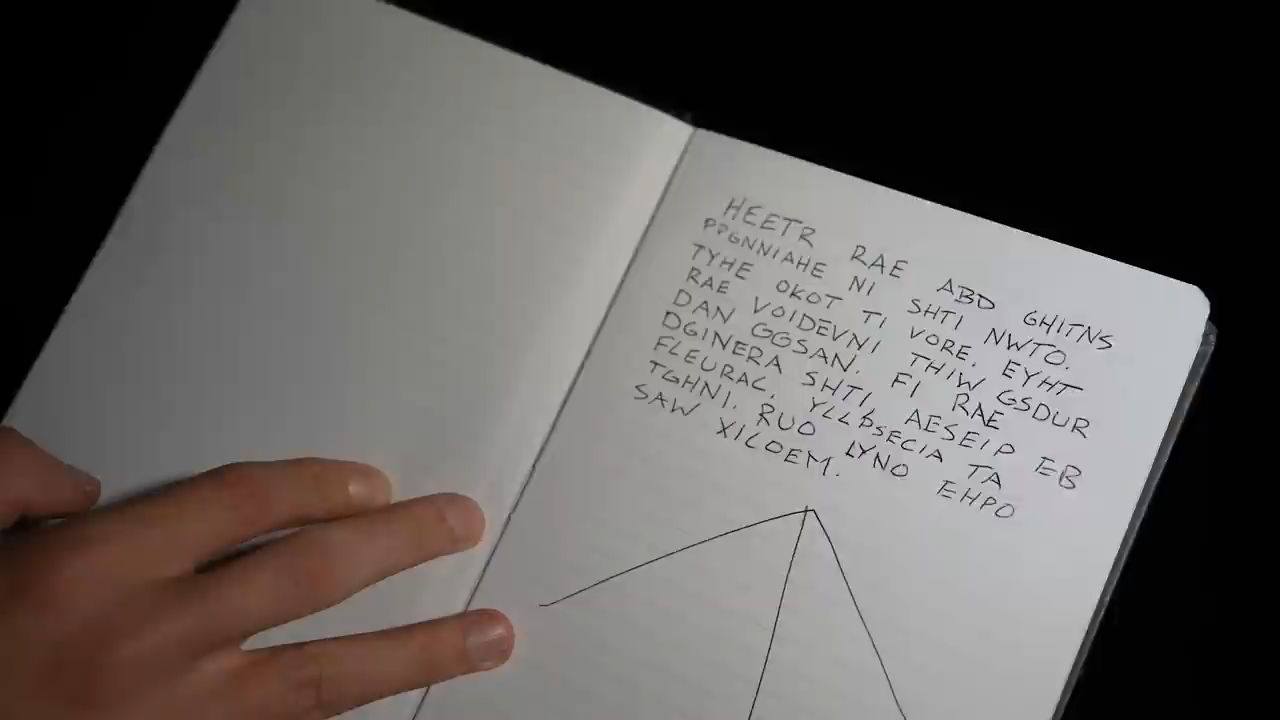 HEETR RAE ABD GHITNS
PPGNNIAHE NI SHTI NWTO.
TYHE OKOT TI VORE. EYHT
RAE VOIDEVNI THIW GSDUR
DAN GGSAN. FI RAE
DGINERA SHTI, AESElP EB
FLEURAC, YLLPSECIA TA
TGHNI. RUO LYNO EHPO
SAW XICOEM.